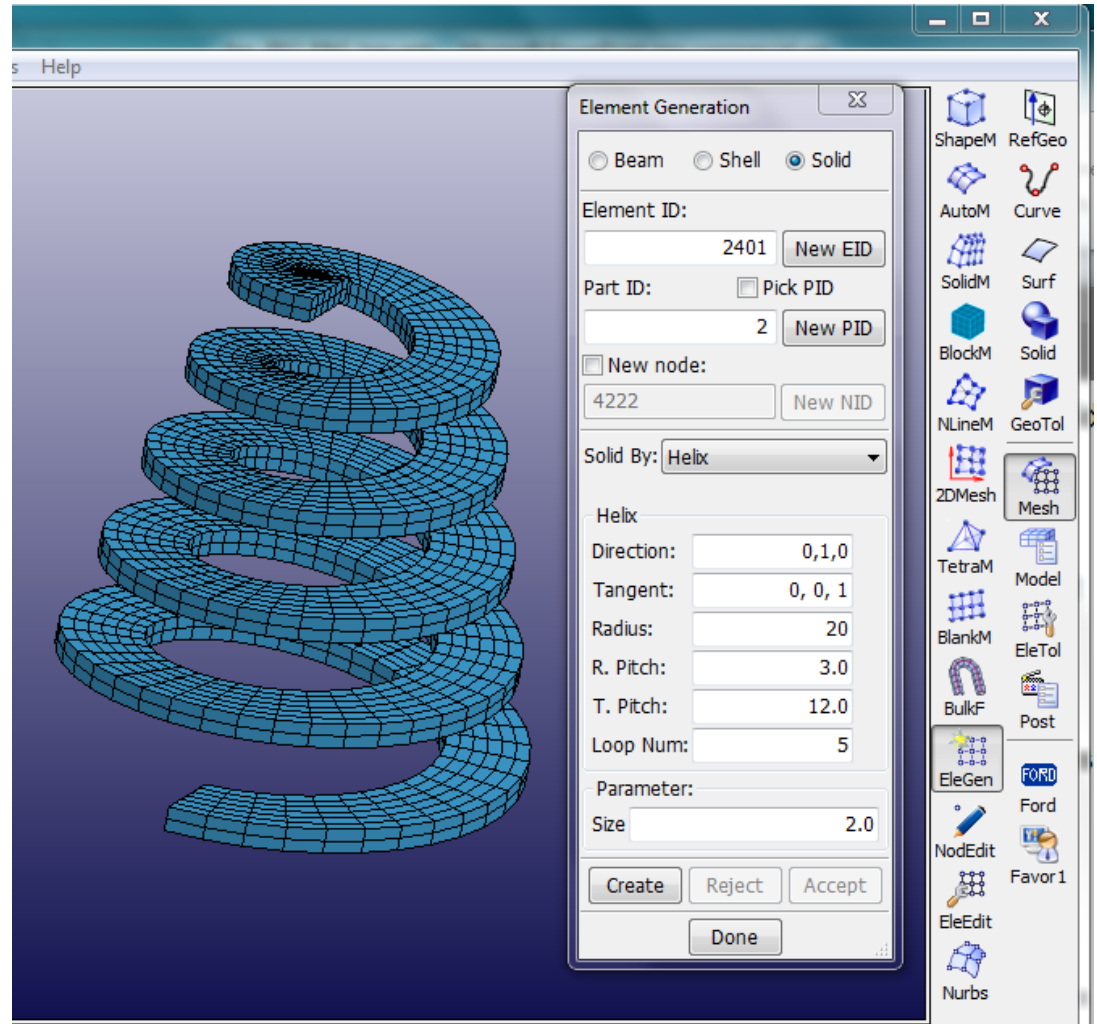 s Help
Element Generation
Beam Shell Solid
Element ID:
2401 New EID
Part ID: Pick PID
2 New PID
New node:
4222 New NID
Solid By: Helix
Helix
Direction: 0,1,0
Tangent: 0, 0, 1
Radius: 20
R. Pitch: 3.0
T. Pitch: 12.0
Loop Num: 5
Parameter:
Size 2.0
Create Reject Accept
Done
ShapeM RefGeo
AutoM Curve
SolidM Surf
BlockM Solid
NLineM GeoTol
2DMesh Mesh
TetraM Model
BlankM EleTol
BulkF Post
EleGen FORD
Ford
NodEdit Favor1
EleEdit
Nurbs